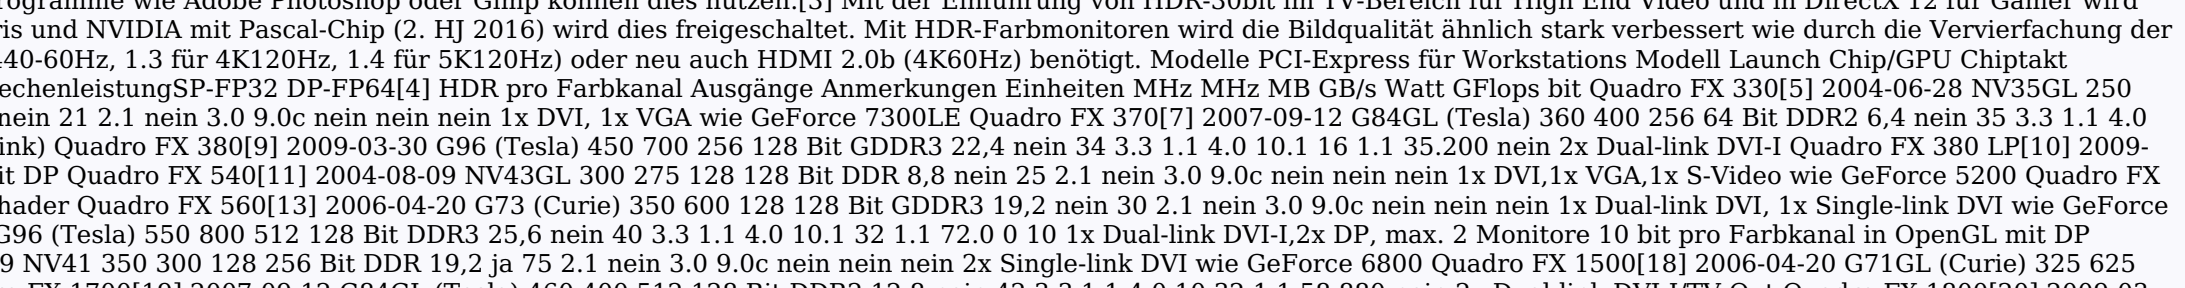 rogramme wie Adobe Photoshop oder Gimp können dies nutzen.[3] Mit der Einführung von HDR-30bit im TV-Bereich für High End Video und in DirectX 12 für Gamer wird
ris und NVIDIA mit Pascal-Chip (2. HJ 2016) wird dies freigeschaltet. Mit HDR-Farbmonitoren wird die Bildqualität ähnlich stark verbessert wie durch die Vervierfachung der
40-60Hz, 1.3 für 4K120Hz, 1.4 für 5K120Hz) oder neu auch HDMI 2.0b (4K60Hz) benötigt. Modelle PCI-Express für Workstations Modell Launch Chip/GPU Chiptakt
echenleistungSP-FP32 DP-FP64[4] HDR pro Farbkanal Ausgänge Anmerkungen Einheiten MHz MHz MB GB/s Watt GFlops bit Quadro FX 330[5] 2004-06-28 NV35GL 250
nein 21 2.1 nein 3.0 9.0c nein nein nein 1x DVI, 1x VGA wie GeForce 7300LE Quadro FX 370[7] 2007-09-12 G84GL (Tesla) 360 400 256 64 Bit DDR2 6,4 nein 35 3.3 1.1 4.0
ink) Quadro FX 380[9] 2009-03-30 G96 (Tesla) 450 700 256 128 Bit GDDR3 22,4 nein 34 3.3 1.1 4.0 10.1 16 1.1 35.200 nein 2x Dual-link DVI-I Quadro FX 380 LP[10] 2009-
it DP Quadro FX 540[11] 2004-08-09 NV43GL 300 275 128 128 Bit DDR 8,8 nein 25 2.1 nein 3.0 9.0c nein nein nein 1x DVI,1x VGA,1x S-Video wie GeForce 5200 Quadro FX
hader Quadro FX 560[13] 2006-04-20 G73 (Curie) 350 600 128 128 Bit GDDR3 19,2 nein 30 2.1 nein 3.0 9.0c nein nein nein 1x Dual-link DVI, 1x Single-link DVI wie GeForce
G96 (Tesla) 550 800 512 128 Bit DDR3 25,6 nein 40 3.3 1.1 4.0 10.1 32 1.1 72.0 0 10 1x Dual-link DVI-I,2x DP, max. 2 Monitore 10 bit pro Farbkanal in OpenGL mit DP
9 NV41 350 300 128 256 Bit DDR 19,2 ja 75 2.1 nein 3.0 9.0c nein nein nein 2x Single-link DVI wie GeForce 6800 Quadro FX 1500[18] 2006-04-20 G71GL (Curie) 325 625